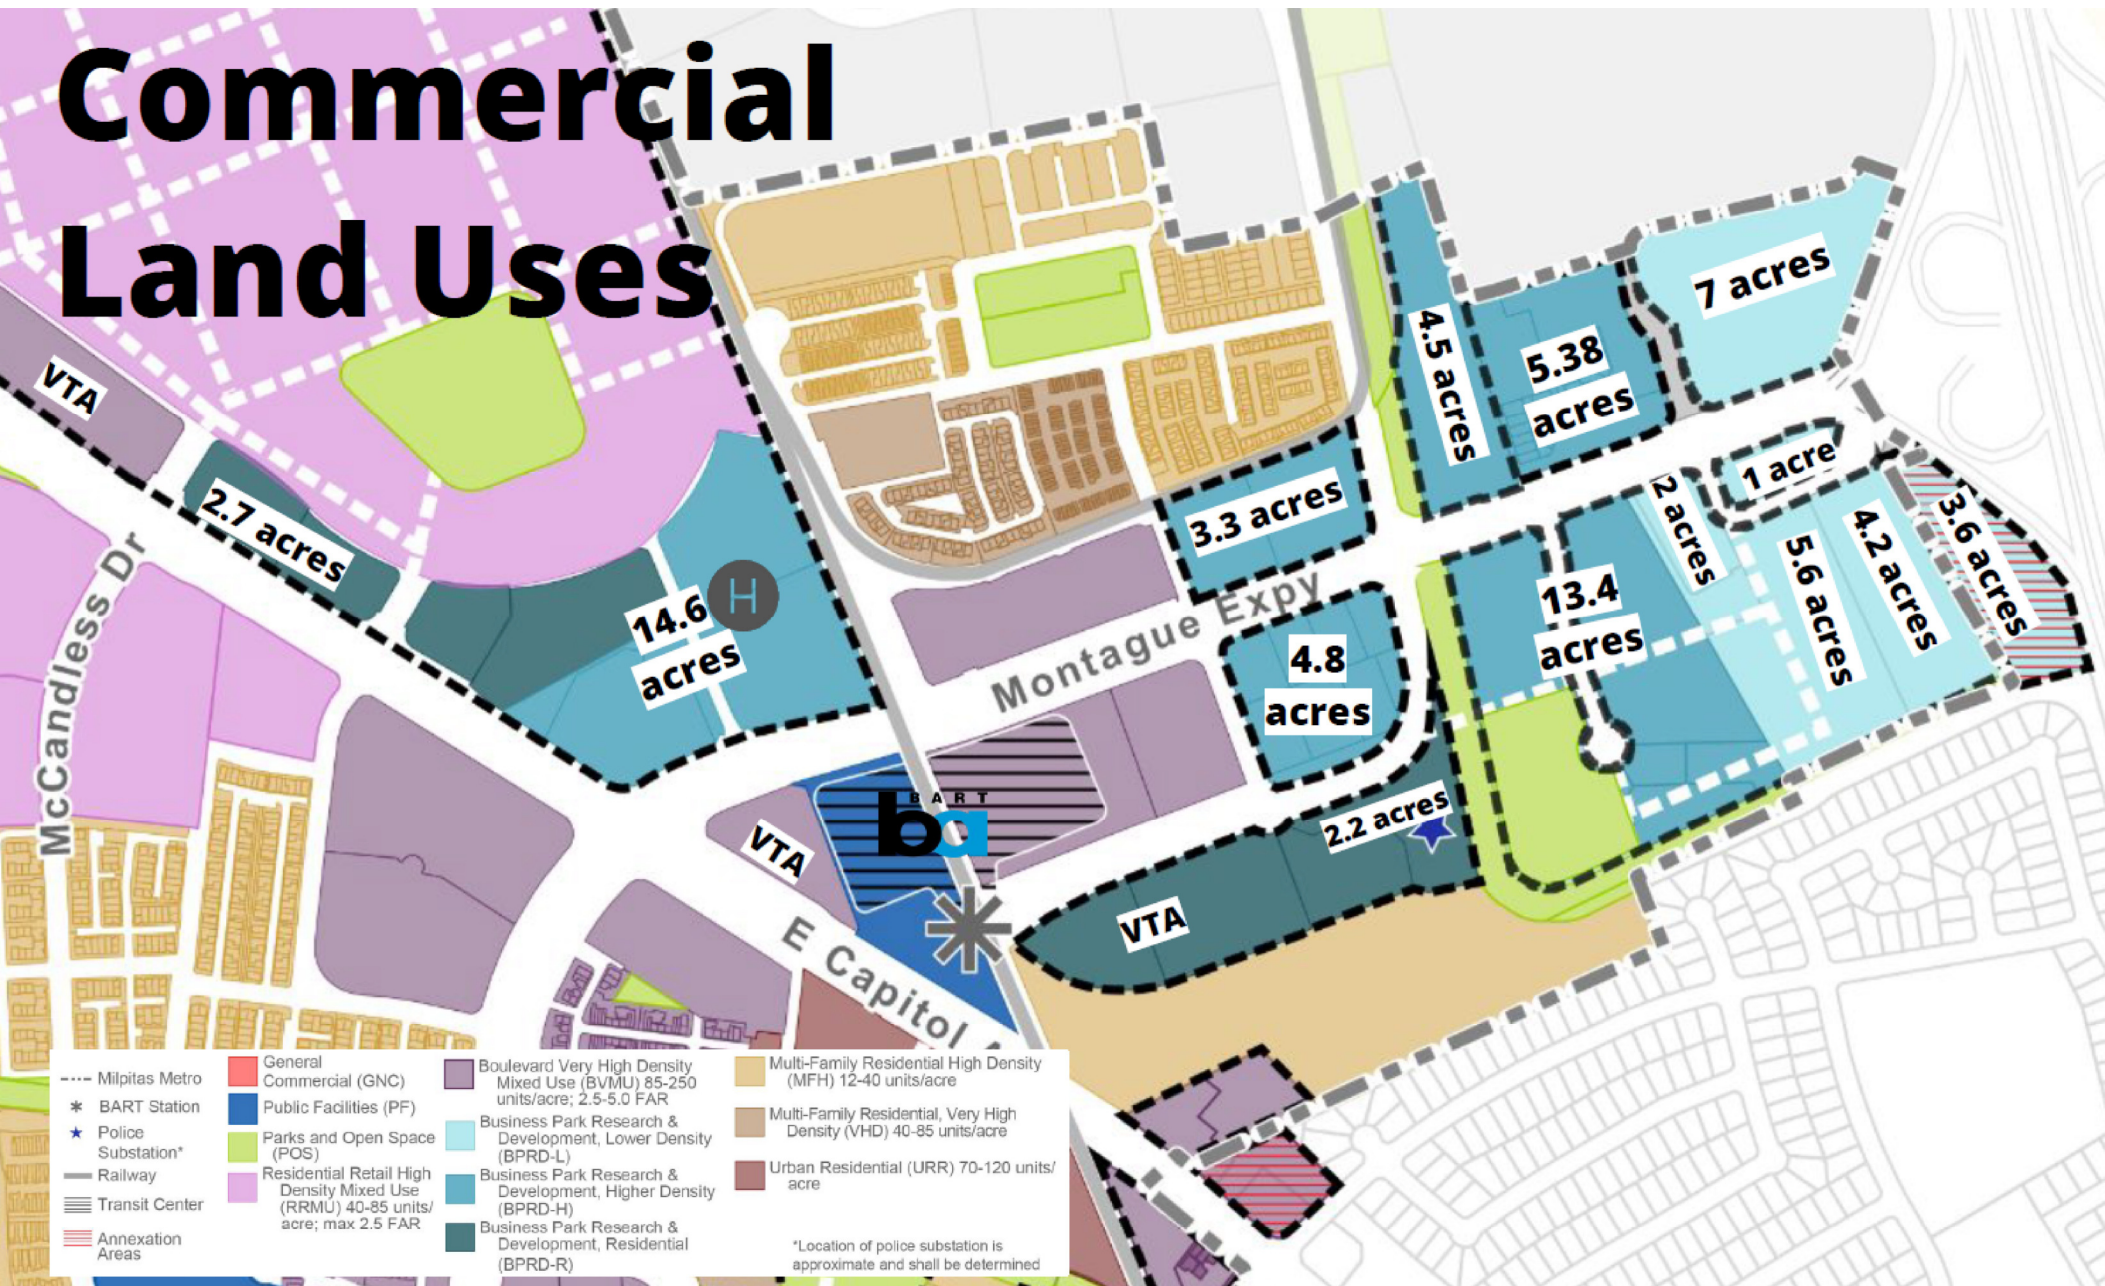 Commercial
Land Uses
VTA
2.7 acres
14.6
acres
H
3.3 acres
4.5 acres
5.38
acres
7 acres
1 acre
2 acres
3.6 acres
4.2 acres
5.6 acres
13.4
acres
4.8
acres
2.2 acres
VTA
VTA
BART
ba
McCandless Dr
Montague Expy
E Capitol A
Milpitas Metro
BART Station
Police
Substation*
Railway
Transit Center
Annexation
Areas
General
Commercial (GNC)
Public Facilities (PF)
Parks and Open Space
(POS)
Residential Retail High
Density Mixed Use
(RRMU) 40-85 units/
acre; max 2.5 FAR
Boulevard Very High Density
Mixed Use (BVMU) 85-250
units/acre; 2.5-5.0 FAR
Business Park Research &
Development, Lower Density
(BPRD-L)
Business Park Research &
Development, Higher Density
(BPRD-H)
Business Park Research &
Development, Residential
(BPRD-R)
Multi-Family Residential High Density
(MFH) 12-40 units/acre
Multi-Family Residential, Very High
Density (VHD) 40-85 units/acre
Urban Residential (URR) 70-120 units/
acre
*Location of police substation is
approximate and shall be determined